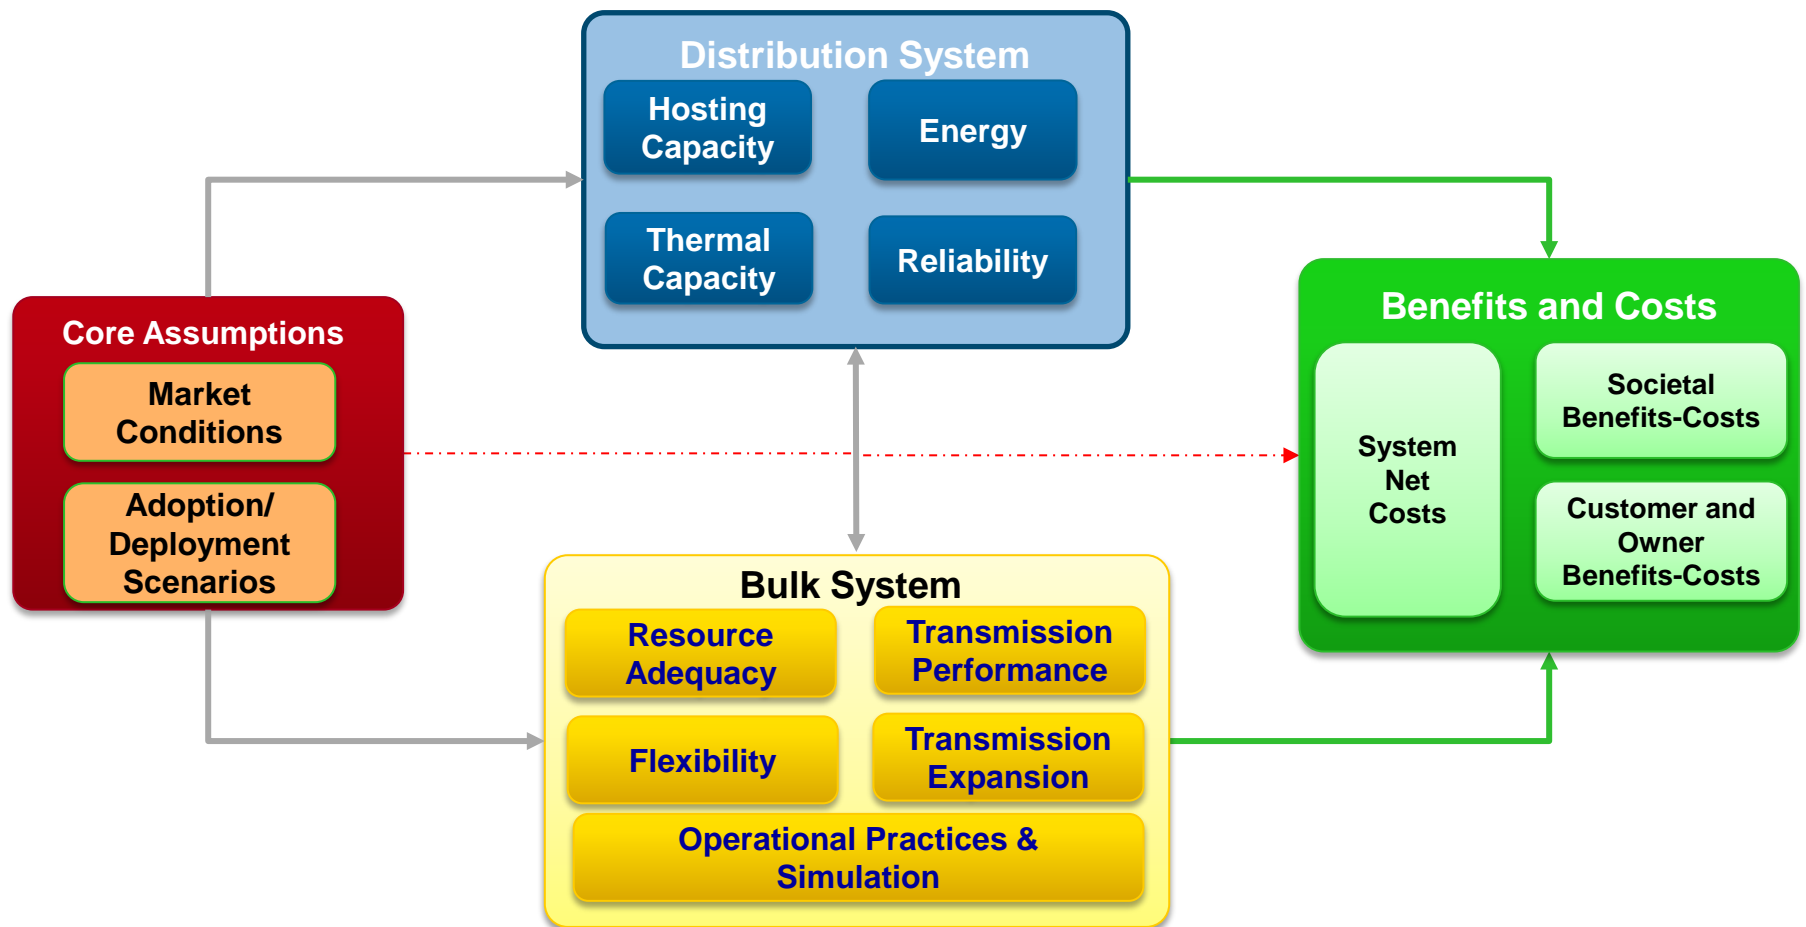 Distribution System
Hosting
Capacity
Energy
Thermal
Capacity
Reliability
Core Assumptions
Market
Conditions
Adoption/
Deployment
Scenarios
Benefits and Costs
System
Net
Costs
Societal
Benefits-Costs
Customer and
Owner
Benefits-Costs
Bulk System
Resource
Adequacy
Transmission
Performance
Flexibility
Transmission
Expansion
Operational Practices &
Simulation